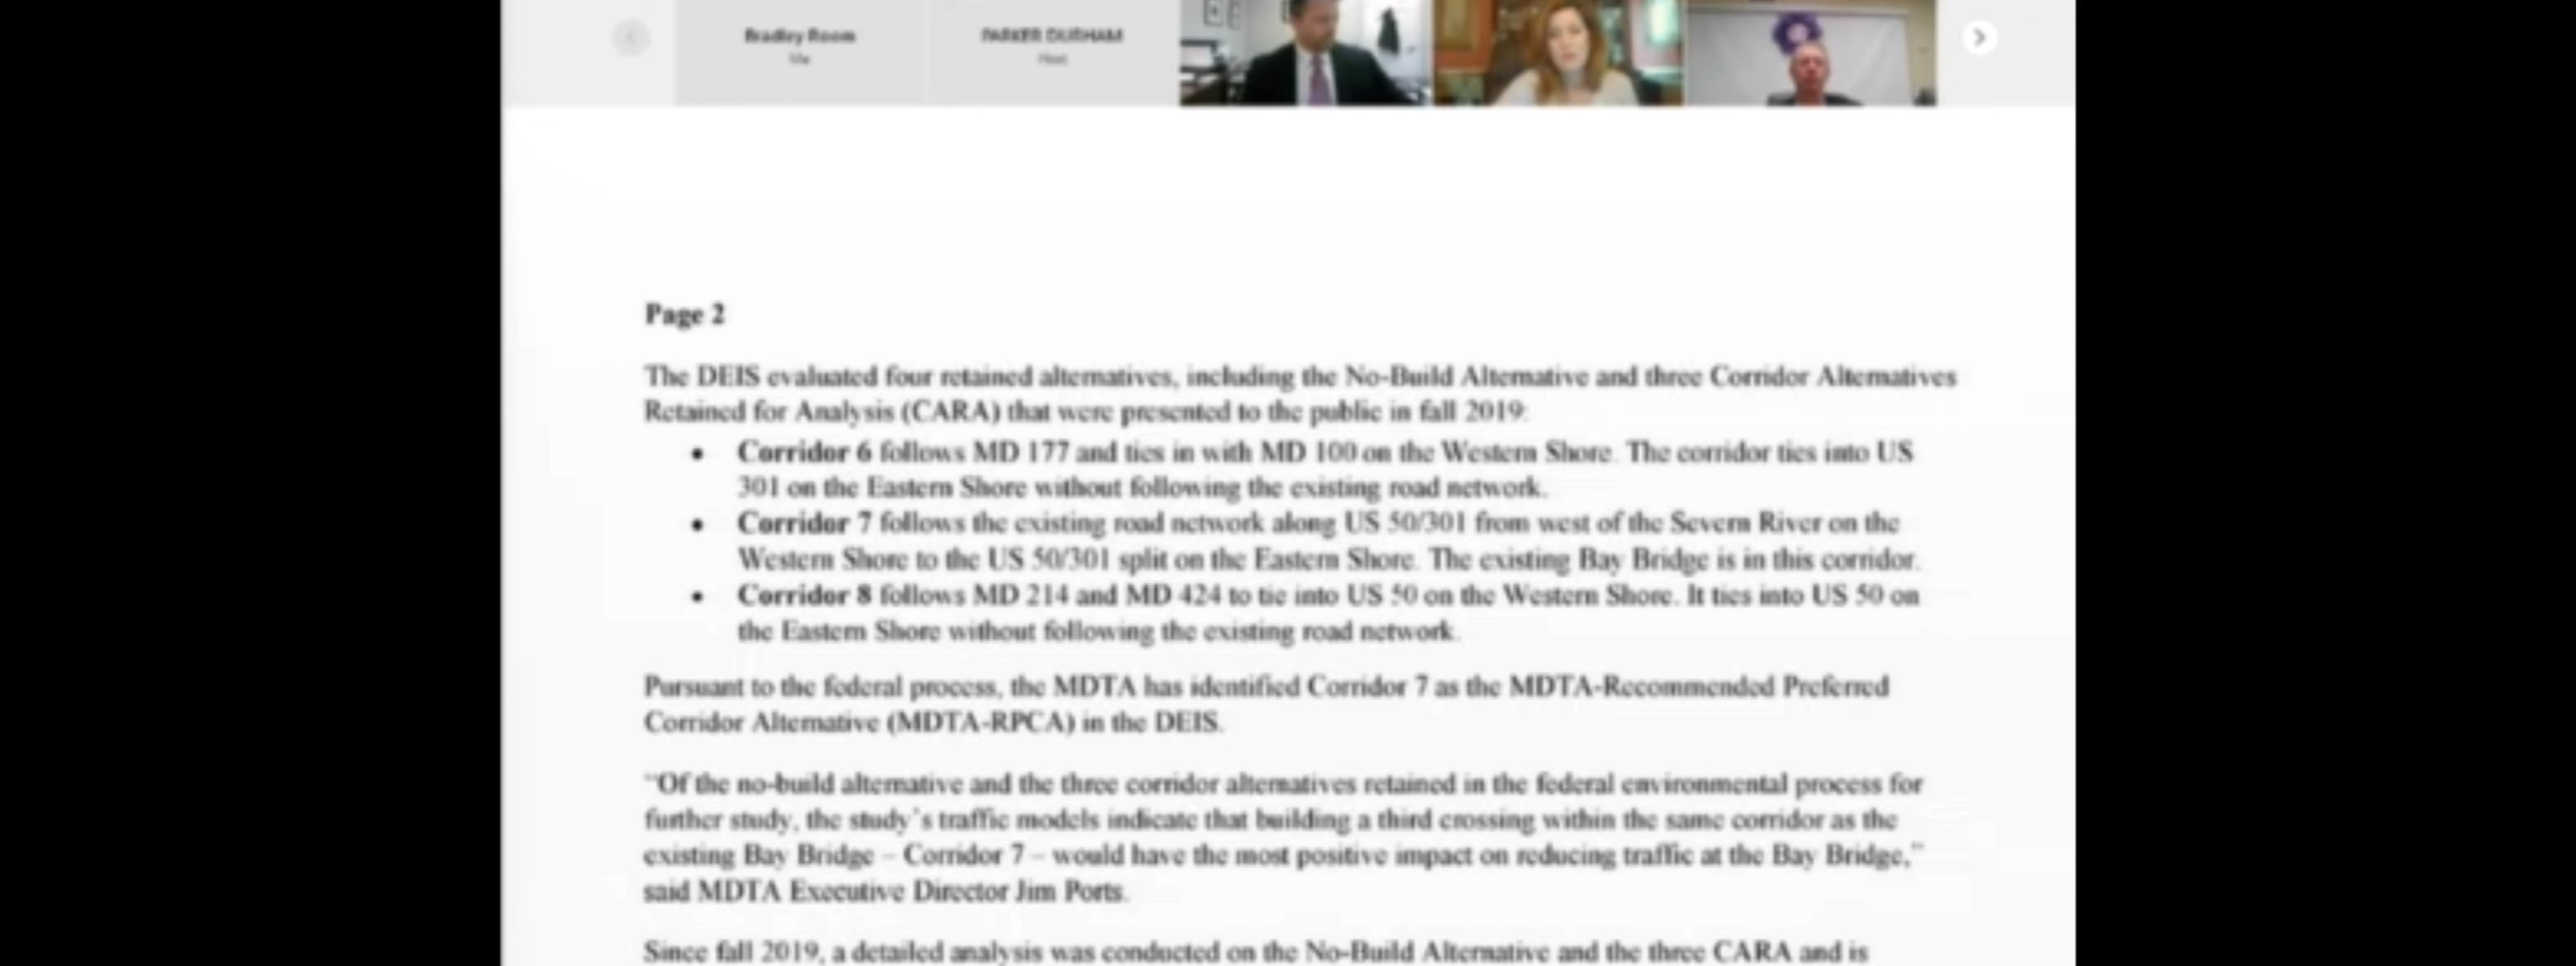 Bradley Room
Me
PARKER DURHAM
Host
Page 2
The DEIS evaluated four retained alternatives, including the No-Build Alternative and three Corridor Alternatives
Retained for Analysis (CARA) that were presented to the public in fall 2019:
• Corridor 6 follows MD 177 and ties in with MD 100 on the Western Shore. The corridor ties into US
301 on the Eastern Shore without following the existing road network.
• Corridor 7 follows the existing road network along US 50/301 from west of the Severn River on the
Western Shore to the US 50/301 split on the Eastern Shore. The existing Bay Bridge is in this corridor.
• Corridor 8 follows MD 214 and MD 424 to tie into US 50 on the Western Shore. It ties into US 50 on
the Eastern Shore without following the existing road network.
Pursuant to the federal process, the MDTA has identified Corridor 7 as the MDTA-Recommended Preferred
Corridor Alternative (MDTA-RPCA) in the DEIS.
"Of the no-build alternative and the three corridor alternatives retained in the federal environmental process for
further study, the study's traffic models indicate that building a third crossing within the same corridor as the
existing Bay Bridge – Corridor 7 – would have the most positive impact on reducing traffic at the Bay Bridge,"
said MDTA Executive Director Jim Ports.
Since fall 2019, a detailed analysis was conducted on the No-Build Alternative and the three CARA and is